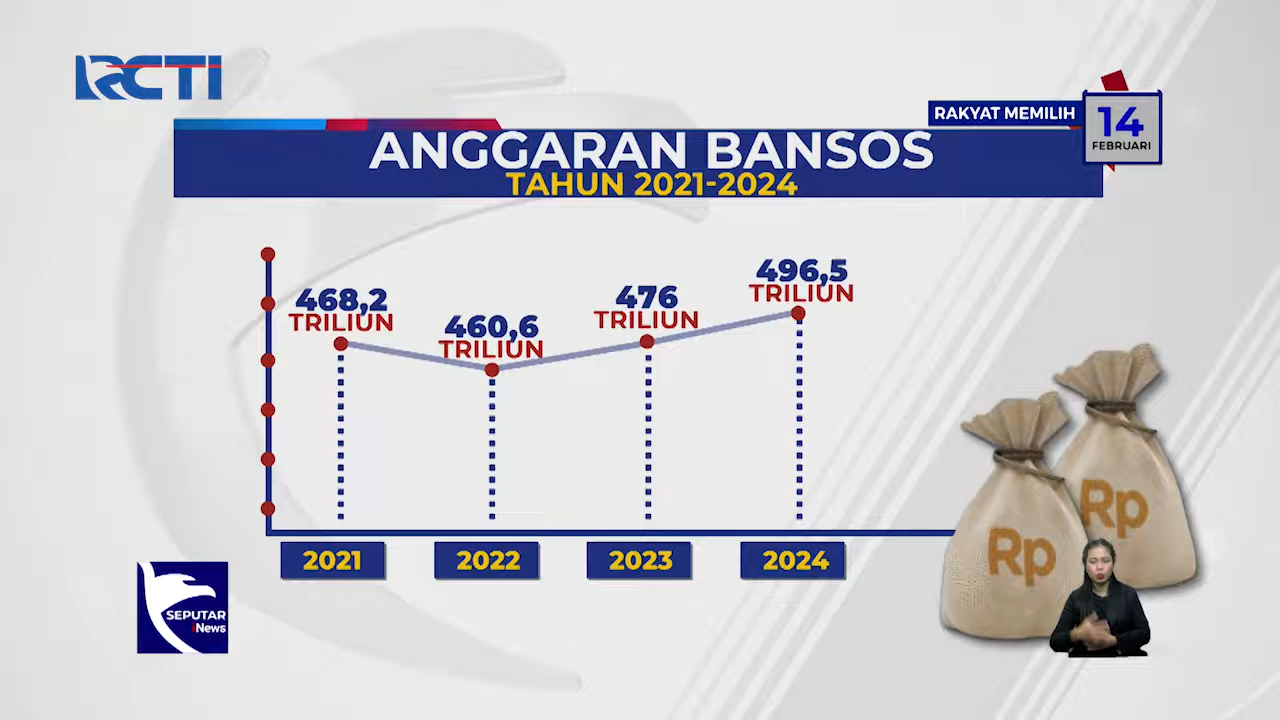 RCTI
RAKYAT MEMILIH
14
FEBRUARI
ANGGARAN BANSOS
TAHUN 2021-2024
468,2
TRILIUN
460,6
TRILIUN
476
TRILIUN
496,5
TRILIUN
2021
2022
2023
2024
Rp
Rp
SEPUTAR
iNews